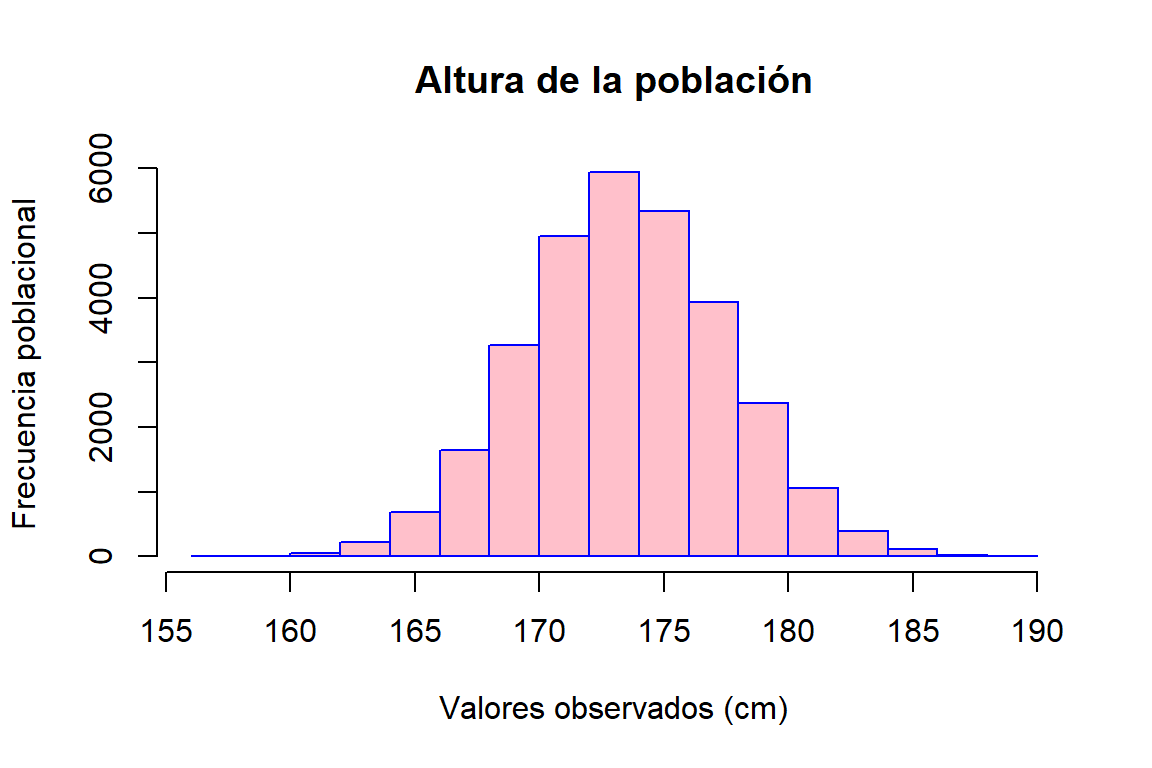 Altura de la población
Frecuencia poblacional
6000
4000
2000
0
155 160 165 170 175 180 185 190
Valores observados (cm)